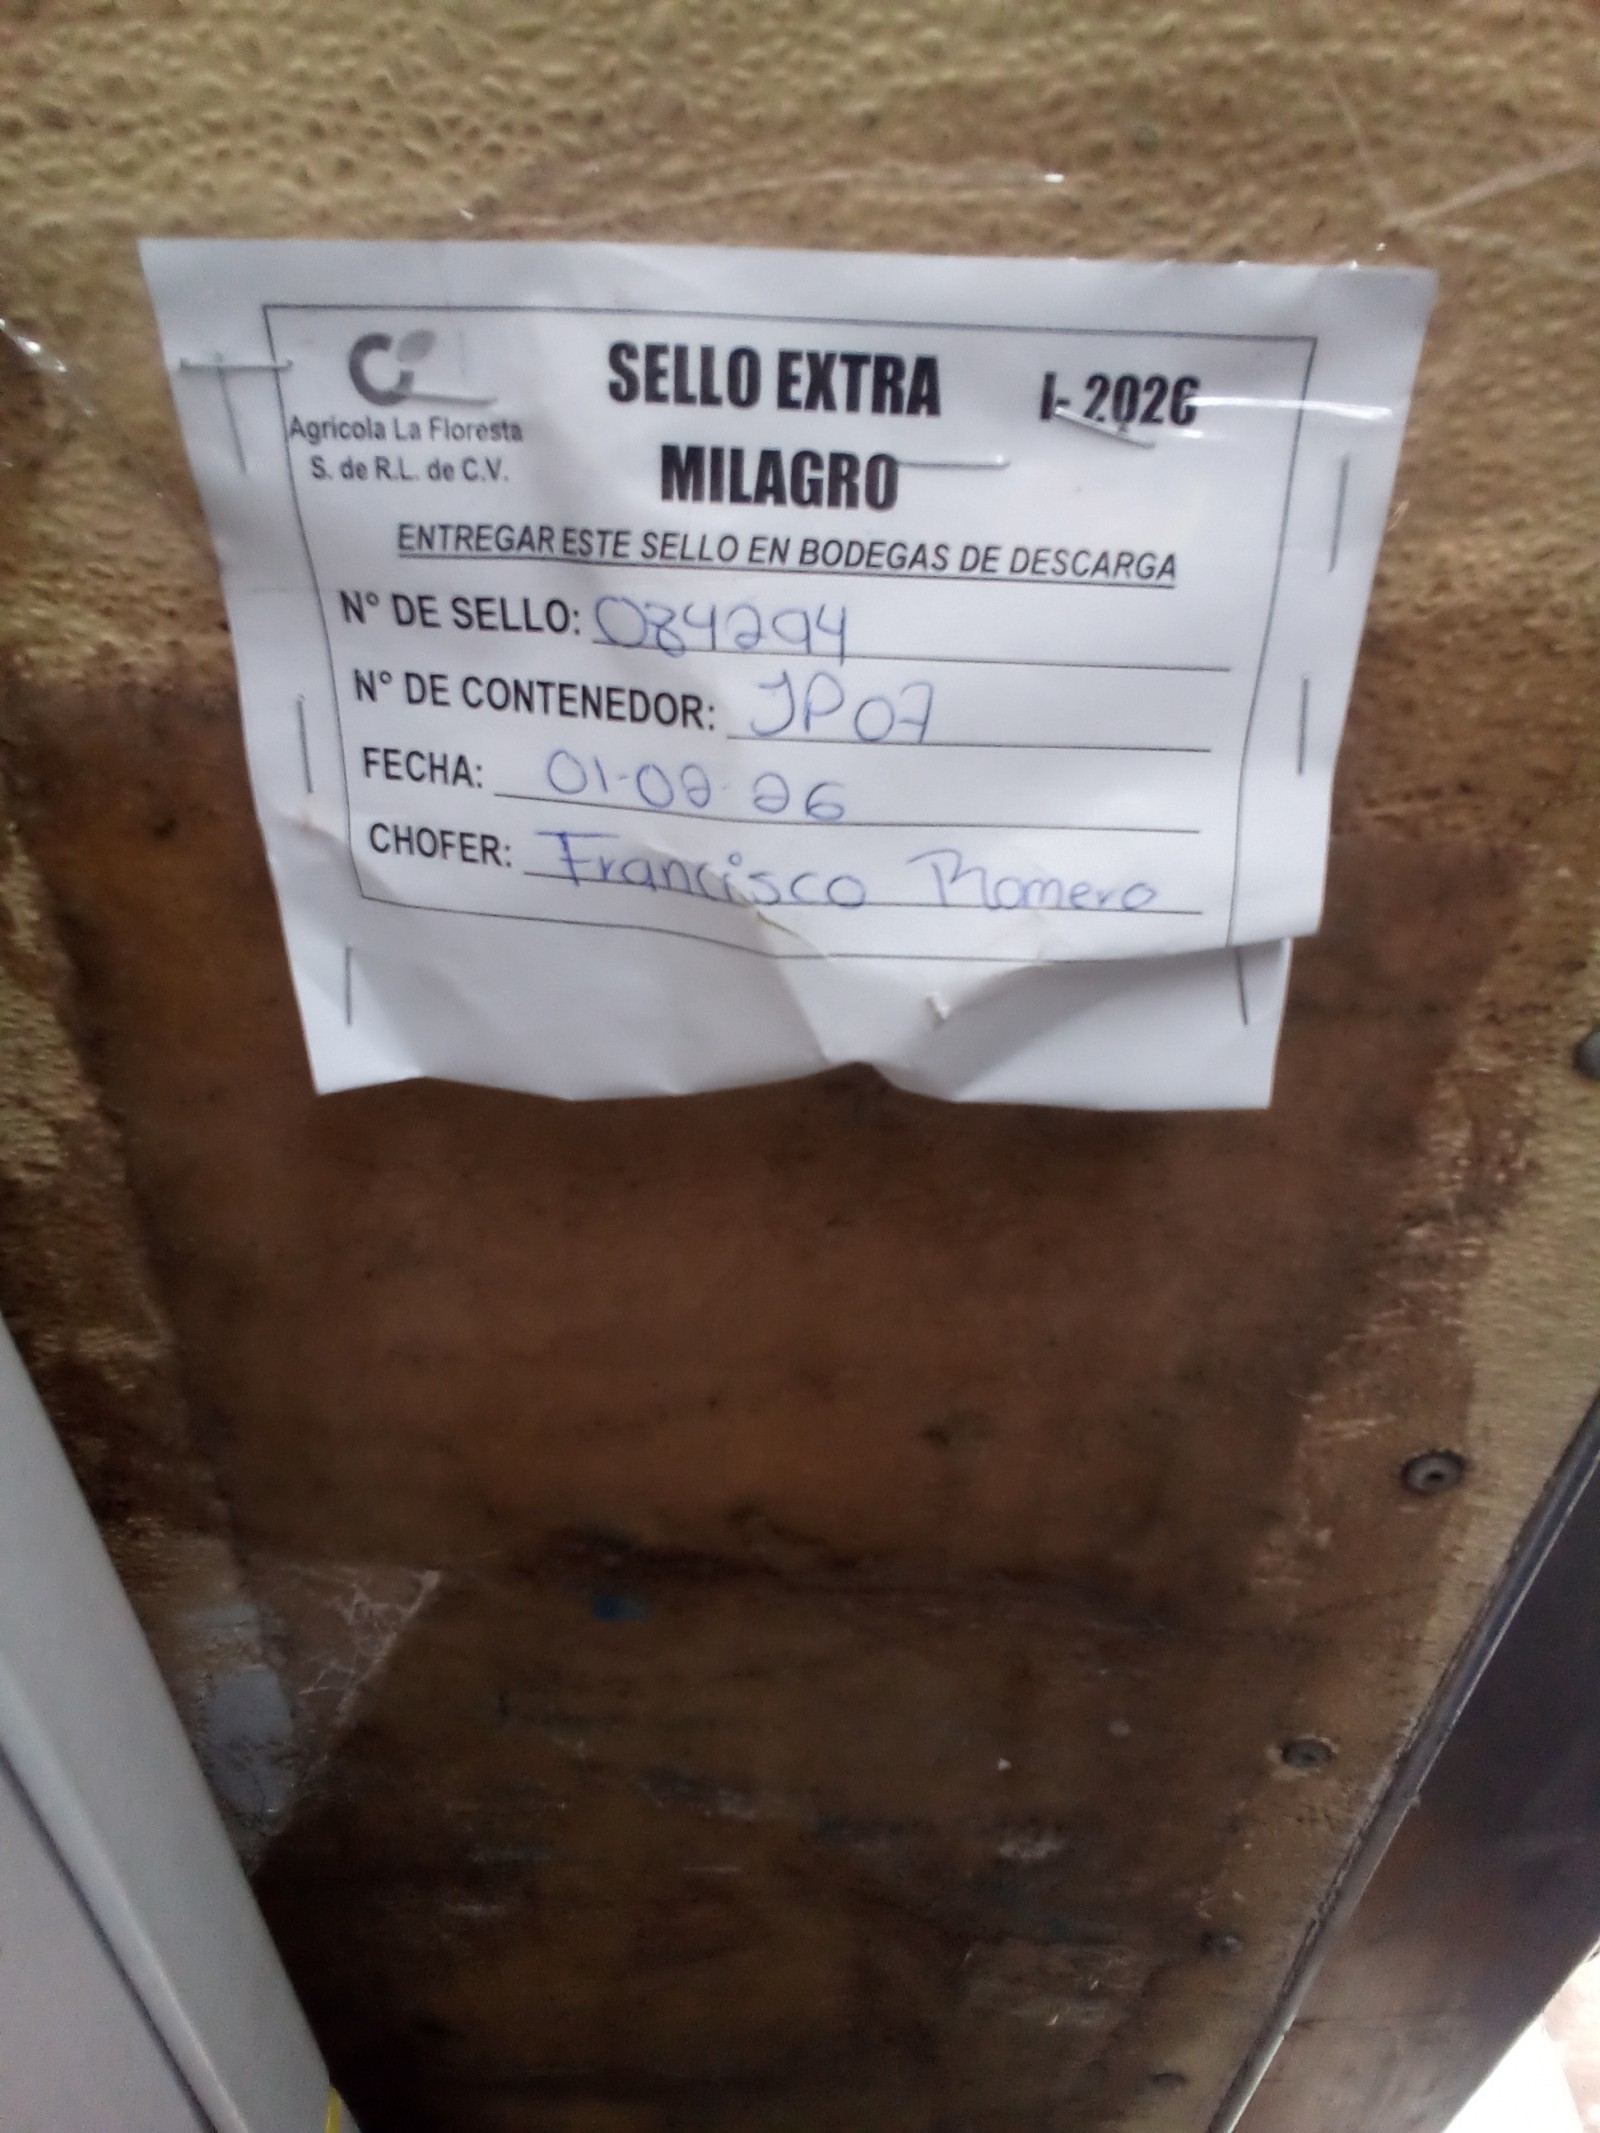 SELLO EXTRA I-2026
Agrícola La Floresta
S. de R.L. de C.V.
MILAGRO
ENTREGAR ESTE SELLO EN BODEGAS DE DESCARGA
N° DE SELLO: 084294
N° DE CONTENEDOR: JP07
FECHA: 01-02-26
CHOFER: Francisco Romero